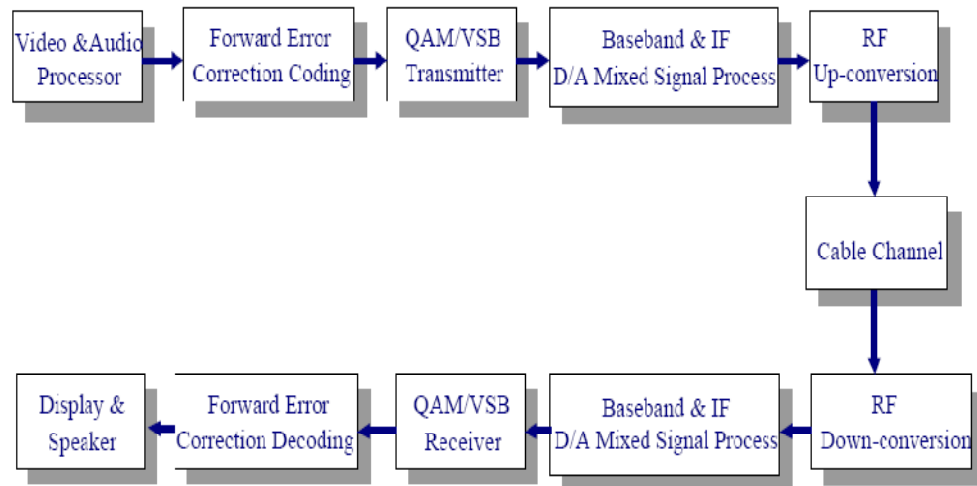 Video &Audio
Processor
Forward Error
Correction Coding
QAM/VSB
Transmitter
Baseband & IF
D/A Mixed Signal Process
RF
Up-conversion
Cable Channel
Display &
Speaker
Forward Error
Correction Decoding
QAM/VSB
Receiver
Baseband & IF
D/A Mixed Signal Process
RF
Down-conversion